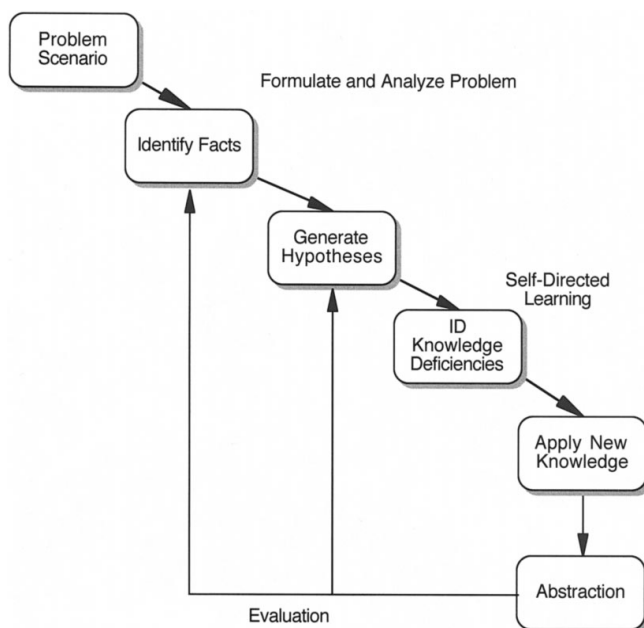 Problem
Scenario
Formulate and Analyze Problem
Identify Facts
Generate
Hypotheses
Self-Directed
Learning
ID
Knowledge
Deficiencies
Apply New
Knowledge
Abstraction
Evaluation